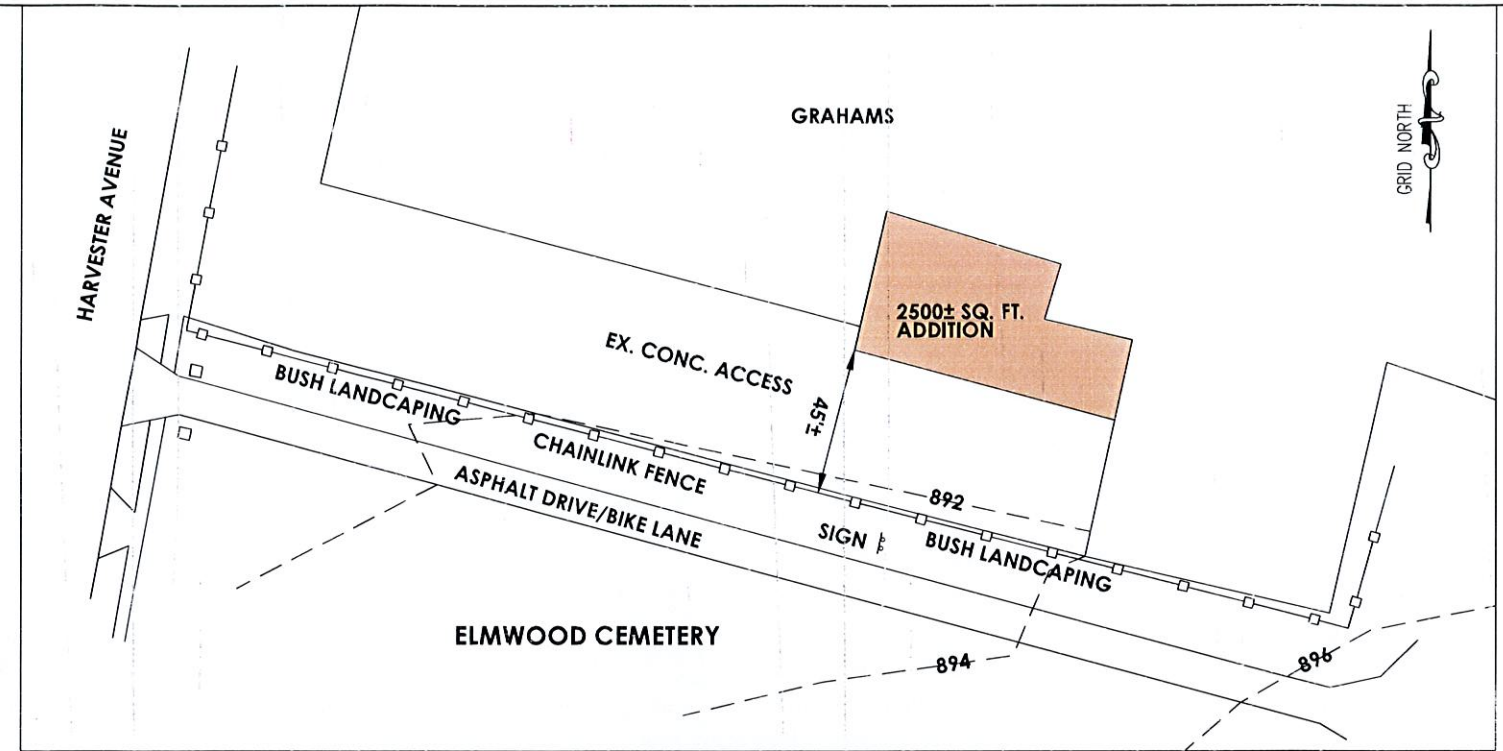 GRAHAMS
GRID NORTH
HARVESTER AVENUE
2500± SQ. FT.
ADDITION
EX. CONC. ACCESS
45'±
BUSH LANDCAPING
CHAINLINK FENCE
892
ASPHALT DRIVE/BIKE LANE
SIGN
BUSH LANDCAPING
ELMWOOD CEMETERY
894
896